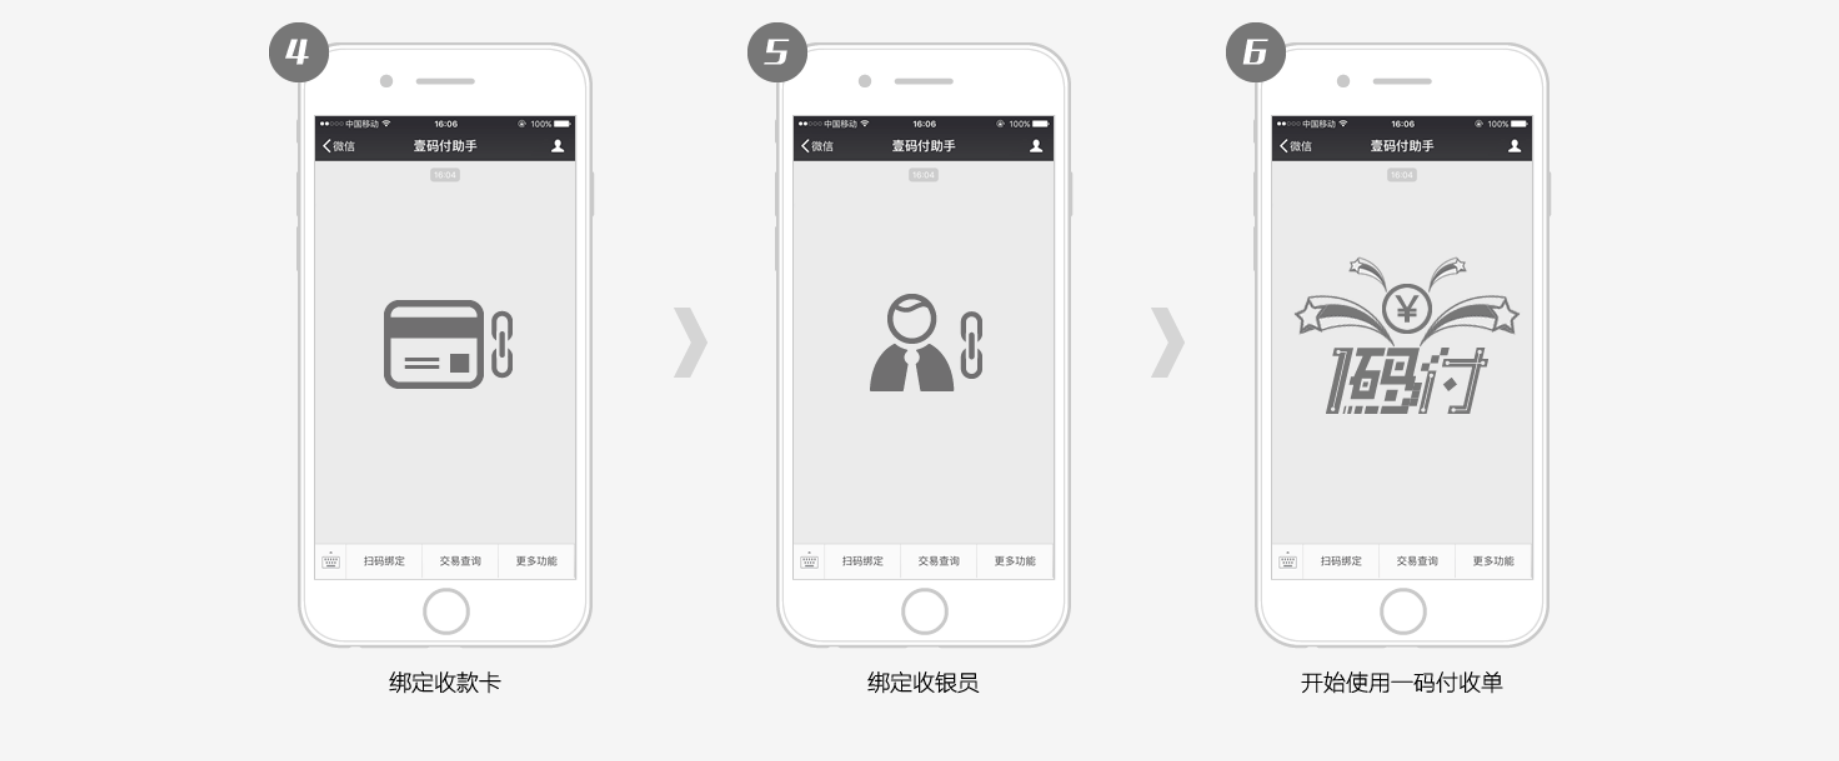 4
中国移动 16:06 100%
微信 壹码付助手
16:04
扫码绑定 交易查询 更多功能
绑定收款卡
5
中国移动 16:06 100%
微信 壹码付助手
16:04
扫码绑定 交易查询 更多功能
绑定收银员
6
中国移动 16:06 100%
微信 壹码付助手
16:04
¥
1码付
扫码绑定 交易查询 更多功能
开始使用一码付收单